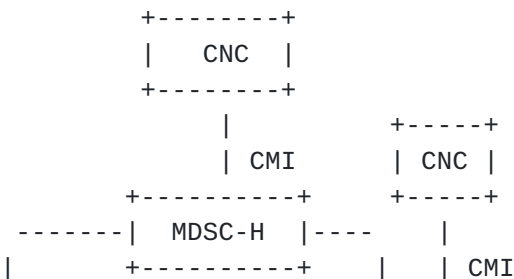 +--------+
|   CNC  |
+--------+
|          +-----+
| CMI      | CNC |
+----------+     +-----+
-------|  MDSC-H  |----    |
|       +----------+    |   | CMI